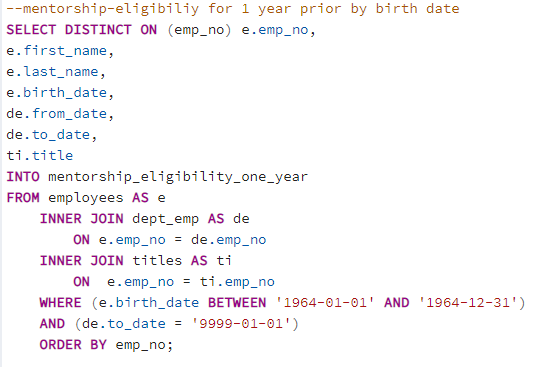 --mentorship-eligibiliy for 1 year prior by birth date
SELECT DISTINCT ON (emp_no) e.emp_no,
e.first_name,
e.last_name,
e.birth_date,
de.from_date,
de.to_date,
ti.title
INTO mentorship_eligibility_one_year
FROM employees AS e
    INNER JOIN dept_emp AS de
        ON e.emp_no = de.emp_no
    INNER JOIN titles AS ti
        ON  e.emp_no = ti.emp_no
    WHERE (e.birth_date BETWEEN '1964-01-01' AND '1964-12-31')
    AND (de.to_date = '9999-01-01')
    ORDER BY emp_no;